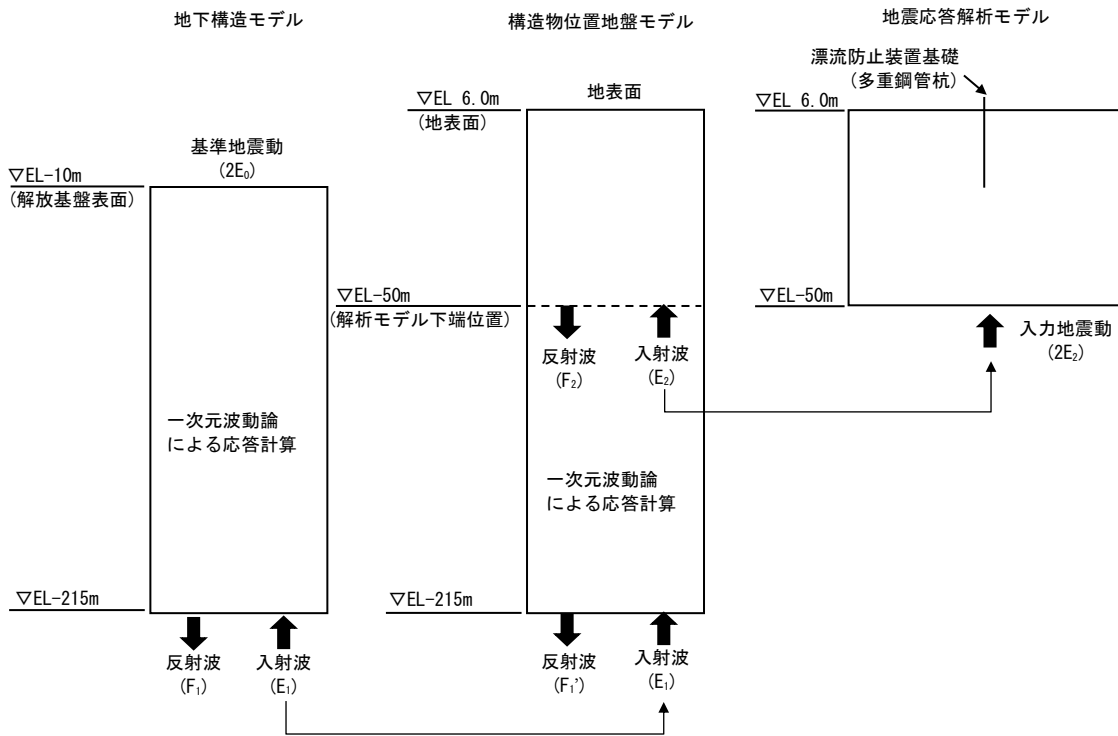 地下構造モデル
▽EL-10m
(解放基盤表面)
基準地震動
(2E₀)
一次元波動論
による応答計算
▽EL-215m
反射波
(F₁)
入射波
(E₁)
構造物位置地盤モデル
▽EL 6.0m
(地表面)
地表面
▽EL-50m
(解析モデル下端位置)
反射波
(F₂)
入射波
(E₂)
一次元波動論
による応答計算
▽EL-215m
反射波
(F₁')
入射波
(E₁)
地震応答解析モデル
漂流防止装置基礎
(多重鋼管杭)
▽EL 6.0m
▽EL-50m
入力地震動
(2E₂)